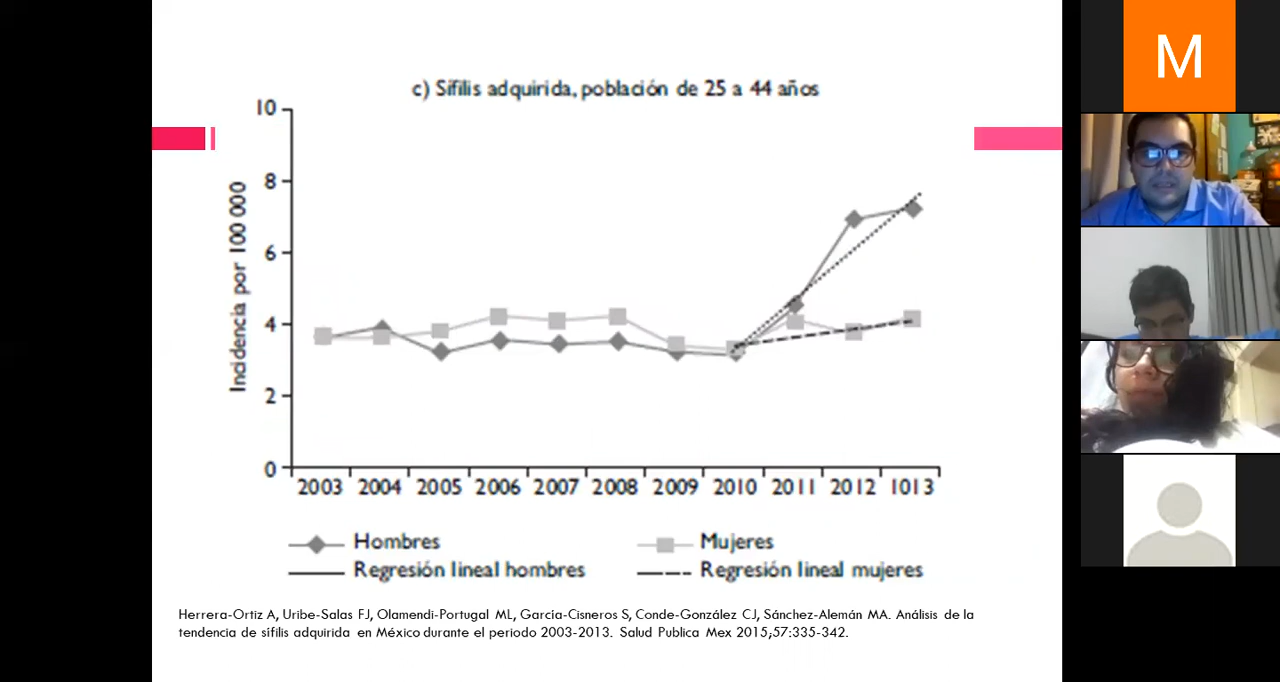 c) Sífilis adquirida, población de 25 a 44 años
10
8
6
4
2
0
Incidencia por 100 000
2003 2004 2005 2006 2007 2008 2009 2010 2011 2012 1013
Hombres
Mujeres
Regresión lineal hombres
Regresión lineal mujeres
Herrera-Ortiz A, Uribe-Salas FJ, Olamendi-Portugal ML, García-Cisneros S, Conde-González CJ, Sánchez-Alemán MA. Análisis de la
tendencia de sífilis adquirida en México durante el periodo 2003-2013. Salud Publica Mex 2015;57:335-342.
M